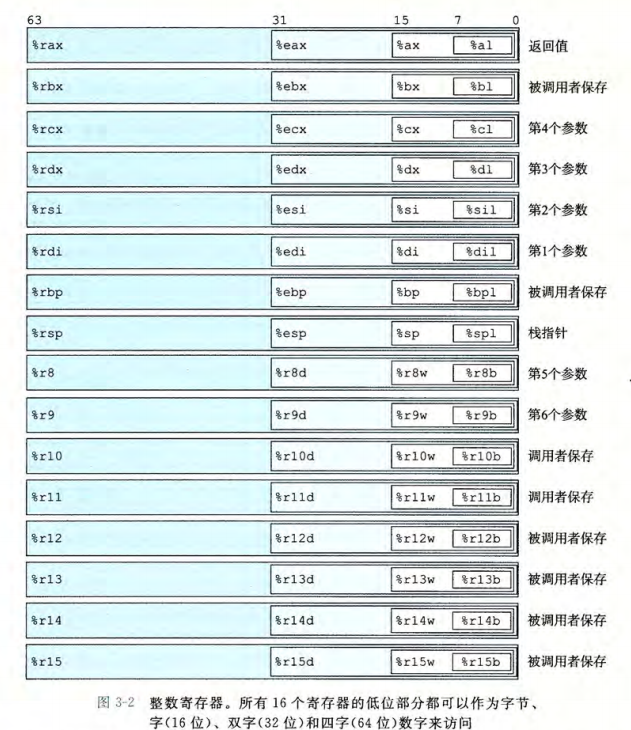 63 31 15 7 0
%rax %eax %ax %al 返回值
%rbx %ebx %bx %bl 被调用者保存
%rcx %ecx %cx %cl 第4个参数
%rdx %edx %dx %dl 第3个参数
%rsi %esi %si %sil 第2个参数
%rdi %edi %di %dil 第1个参数
%rbp %ebp %bp %bpl 被调用者保存
%rsp %esp %sp %spl 栈指针
%r8 %r8d %r8w %r8b 第5个参数
%r9 %r9d %r9w %r9b 第6个参数
%r10 %r10d %r10w %r10b 调用者保存
%r11 %r11d %r11w %r11b 调用者保存
%r12 %r12d %r12w %r12b 被调用者保存
%r13 %r13d %r13w %r13b 被调用者保存
%r14 %r14d %r14w %r14b 被调用者保存
%r15 %r15d %r15w %r15b 被调用者保存
图 3-2 整数寄存器。所有 16 个寄存器的低位部分都可以作为字节、
字(16 位)、双字(32 位)和四字(64 位)数字来访问